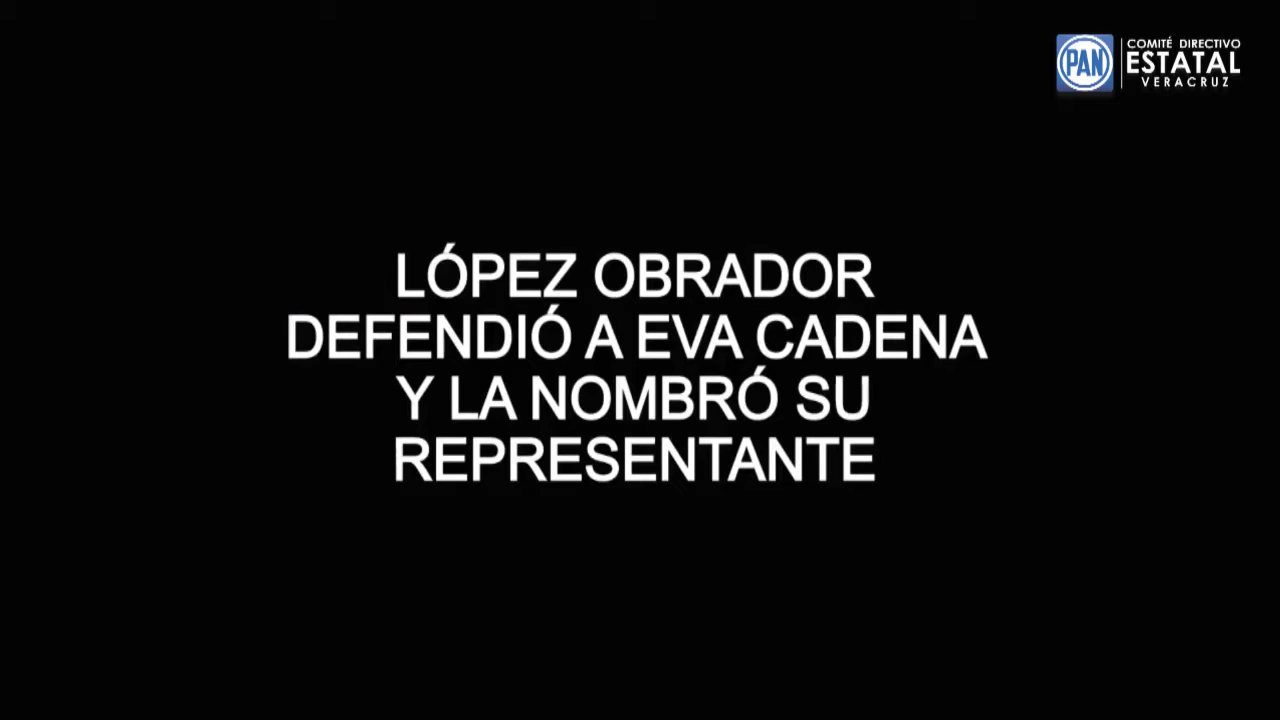 PAN
COMITÉ DIRECTIVO
ESTATAL
VERACRUZ
LÓPEZ OBRADOR
DEFENDIÓ A EVA CADENA
Y LA NOMBRÓ SU
REPRESENTANTE